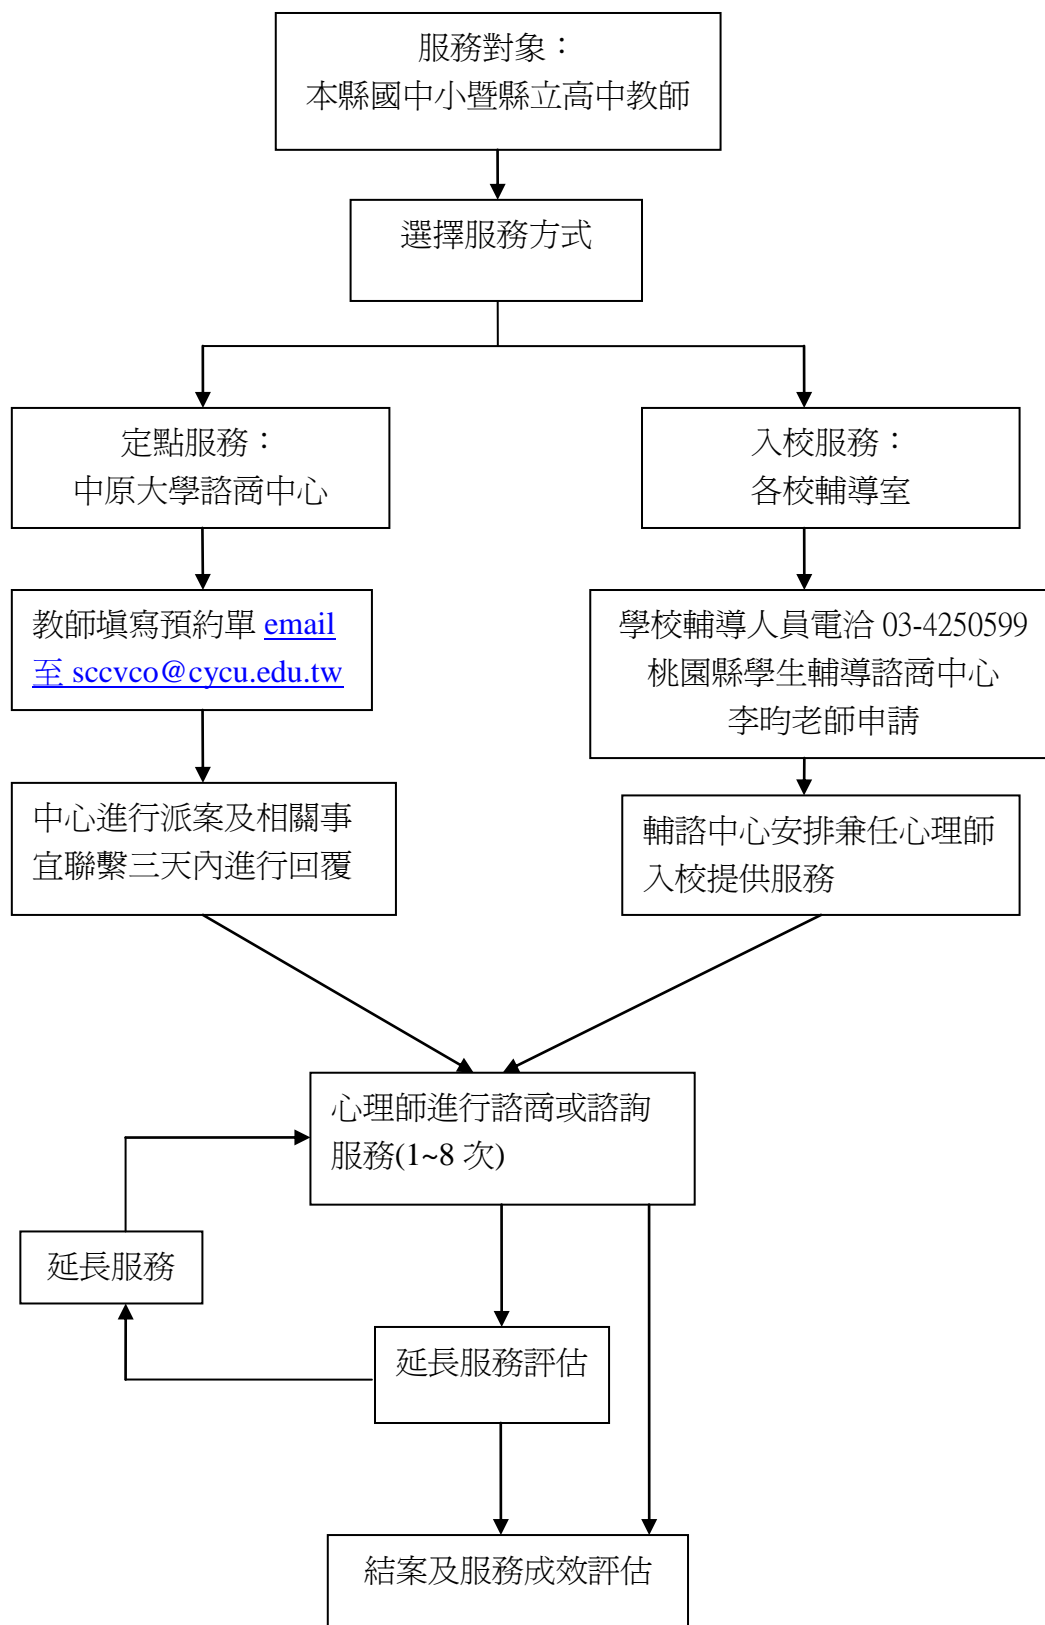 服務對象：
本縣國中小暨縣立高中教師
選擇服務方式
定點服務：
中原大學諮商中心
入校服務：
各校輔導室
教師填寫預約單 email
至 sccvco@cycu.edu.tw
學校輔導人員電洽 03-4250599
桃園縣學生輔導諮商中心
李昀老師申請
中心進行派案及相關事
宜聯繫三天內進行回覆
輔諮中心安排兼任心理師
入校提供服務
心理師進行諮商或諮詢
服務(1~8 次)
延長服務
延長服務評估
結案及服務成效評估